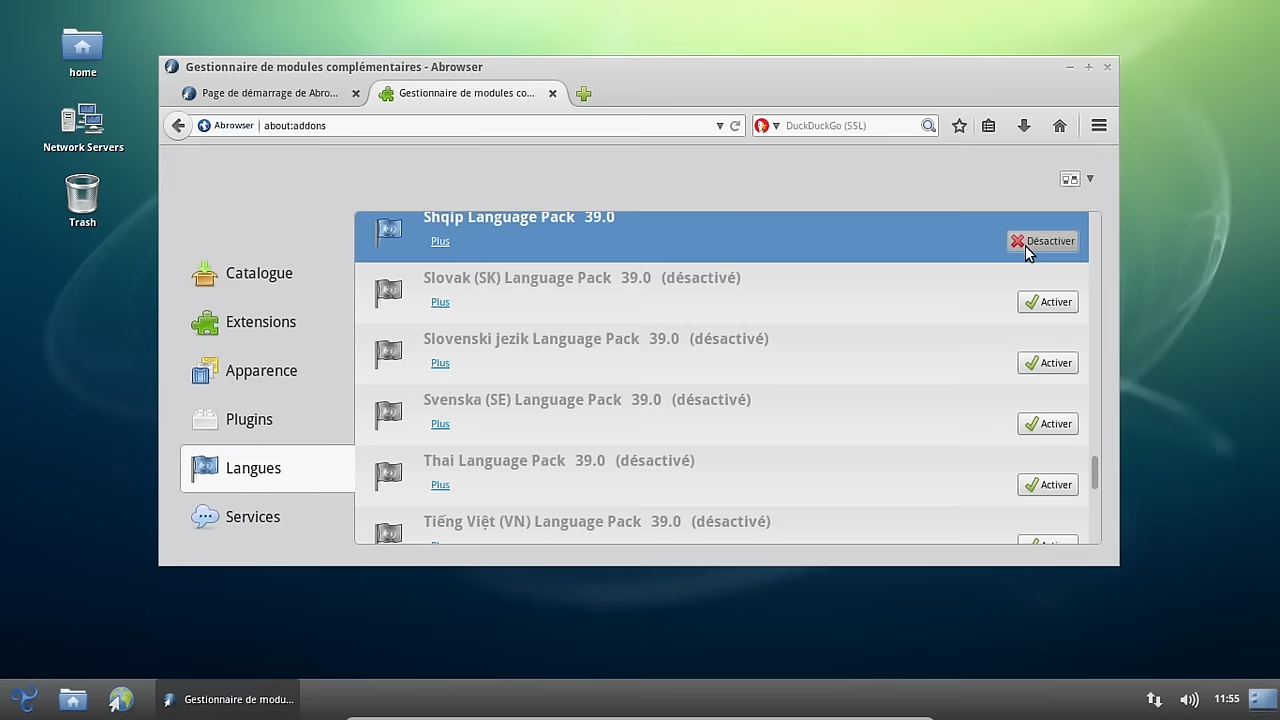 home
Network Servers
Trash
Gestionnaire de modules complémentaires - Abrowser
Page de démarrage de Abro...
Gestionnaire de modules co...
Abrowser
about:addons
DuckDuckGo (SSL)
Catalogue
Extensions
Apparence
Plugins
Langues
Services
Shqip Language Pack 39.0
Plus
Désactiver
Slovak (SK) Language Pack 39.0 (désactivé)
Plus
Activer
Slovenski jezik Language Pack 39.0 (désactivé)
Plus
Activer
Svenska (SE) Language Pack 39.0 (désactivé)
Plus
Activer
Thai Language Pack 39.0 (désactivé)
Plus
Activer
Tiếng Việt (VN) Language Pack 39.0 (désactivé)
Gestionnaire de modu...
11:55